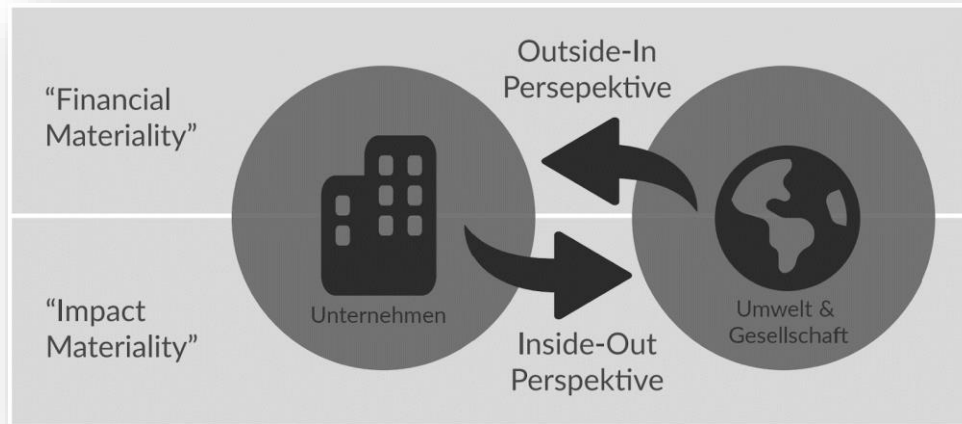 “Financial
Materiality”
Outside-In
Persepektive
Unternehmen
Umwelt &
Gesellschaft
“Impact
Materiality”
Inside-Out
Perspektive